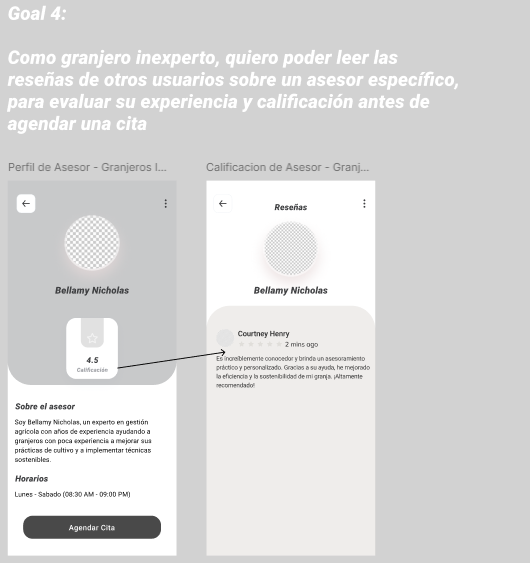 Goal 4:
Como granjero inexperto, quiero poder leer las
reseñas de otros usuarios sobre un asesor específico,
para evaluar su experiencia y calificación antes de
agendar una cita
Perfil de Asesor - Granjeros I...
Calificacion de Asesor - Granj...
Bellamy Nicholas
4.5
Calificación
Sobre el asesor
Soy Bellamy Nicholas, un experto en gestión
agrícola con años de experiencia ayudando a
granjeros con poca experiencia a mejorar sus
prácticas de cultivo y a implementar técnicas
sostenibles.
Horarios
Lunes - Sabado (08:30 AM - 09:00 PM)
Agendar Cita
Reseñas
Bellamy Nicholas
Courtney Henry
2 mins ago
Es increíblemente conocedor y brinda un asesoramiento
práctico y personalizado. Gracias a su ayuda, he mejorado
la eficiencia y la sostenibilidad de mi granja. ¡Altamente
recomendado!